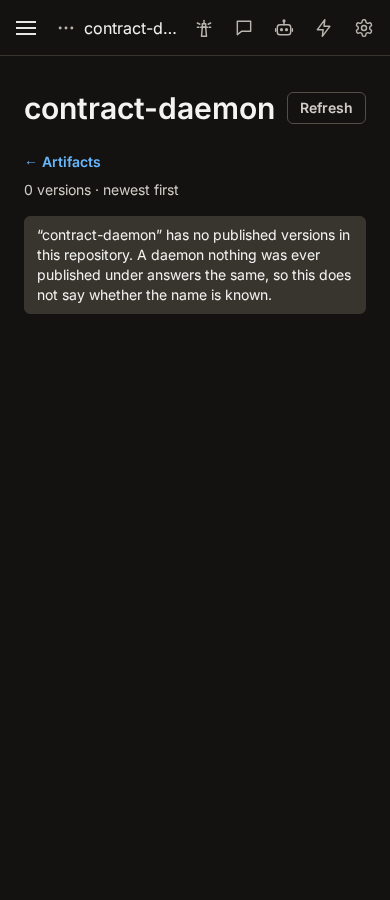 ... contract-d...
contract-daemon
Refresh
← Artifacts
0 versions · newest first
“contract-daemon” has no published versions in
this repository. A daemon nothing was ever
published under answers the same, so this does
not say whether the name is known.